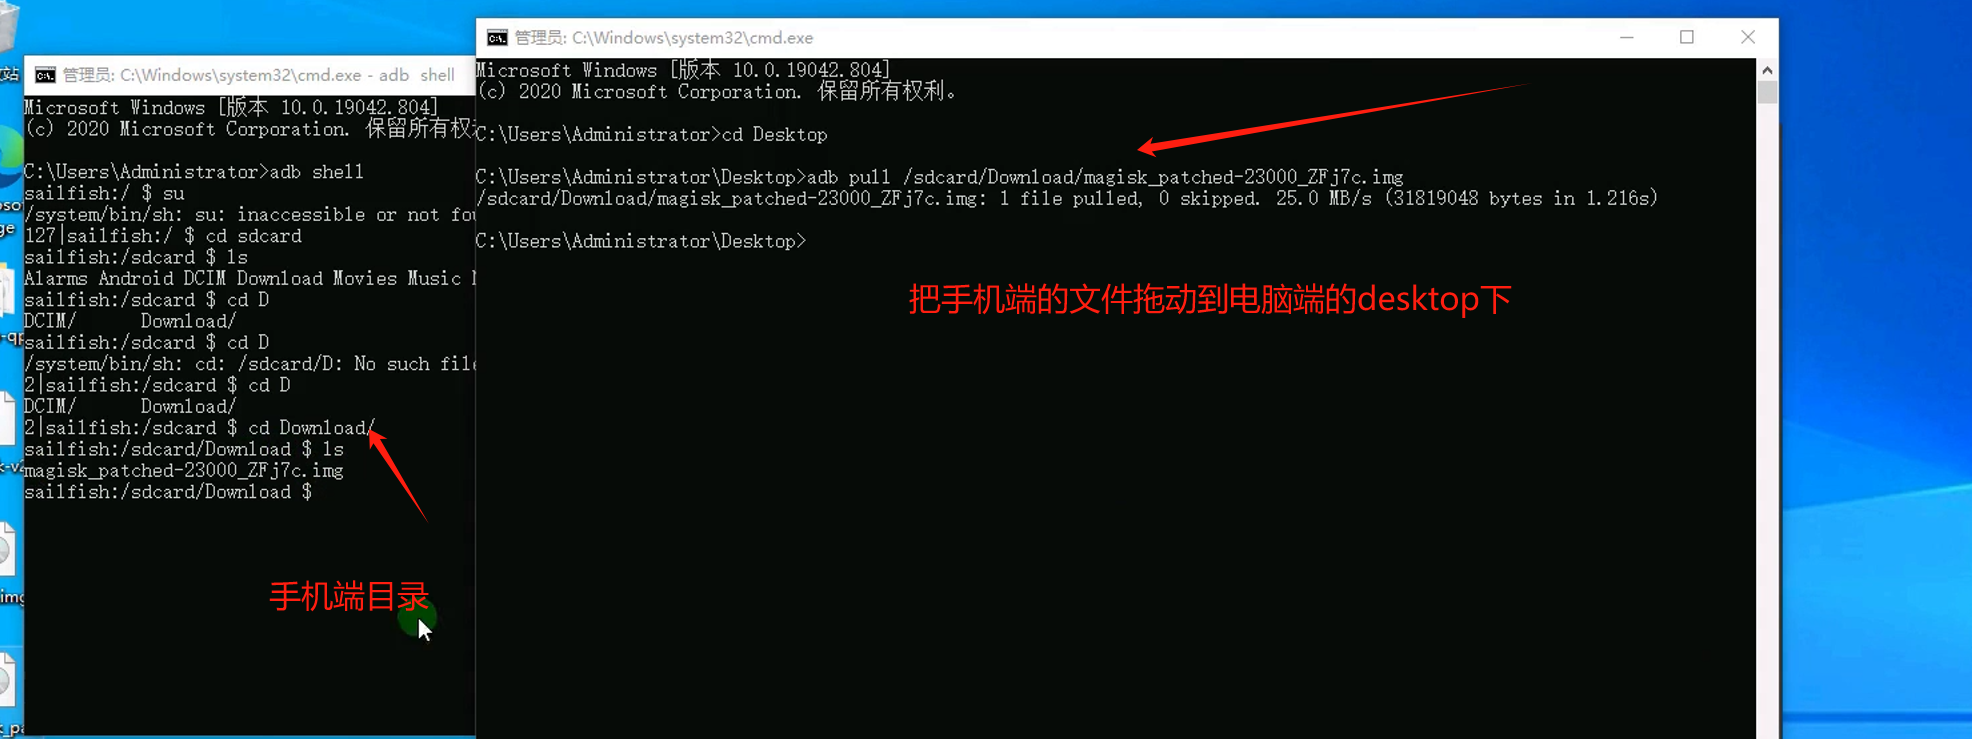 管理员: C:\Windows\system32\cmd.exe - adb  shell
Microsoft Windows [版本 10.0.19042.804]
(c) 2020 Microsoft Corporation. 保留所有权
C:\Users\Administrator>adb shell
sailfish:/ $ su
/system/bin/sh: su: inaccessible or not fou
127|sailfish:/ $ cd sdcard
sailfish:/sdcard $ ls
Alarms Android DCIM Download Movies Music
sailfish:/sdcard $ cd D
DCIM/      Download/
sailfish:/sdcard $ cd D
/system/bin/sh: cd: /sdcard/D: No such file
2|sailfish:/sdcard $ cd D
DCIM/      Download/
2|sailfish:/sdcard $ cd Download/
sailfish:/sdcard/Download $ ls
magisk_patched-23000_ZFj7c.img
sailfish:/sdcard/Download $
手机端目录
管理员: C:\Windows\system32\cmd.exe
Microsoft Windows [版本 10.0.19042.804]
(c) 2020 Microsoft Corporation. 保留所有权利。
C:\Users\Administrator>cd Desktop
C:\Users\Administrator\Desktop>adb pull /sdcard/Download/magisk_patched-23000_ZFj7c.img
/sdcard/Download/magisk_patched-23000_ZFj7c.img: 1 file pulled, 0 skipped. 25.0 MB/s (31819048 bytes in 1.216s)
C:\Users\Administrator\Desktop>
把手机端的文件拖动到电脑端的desktop下